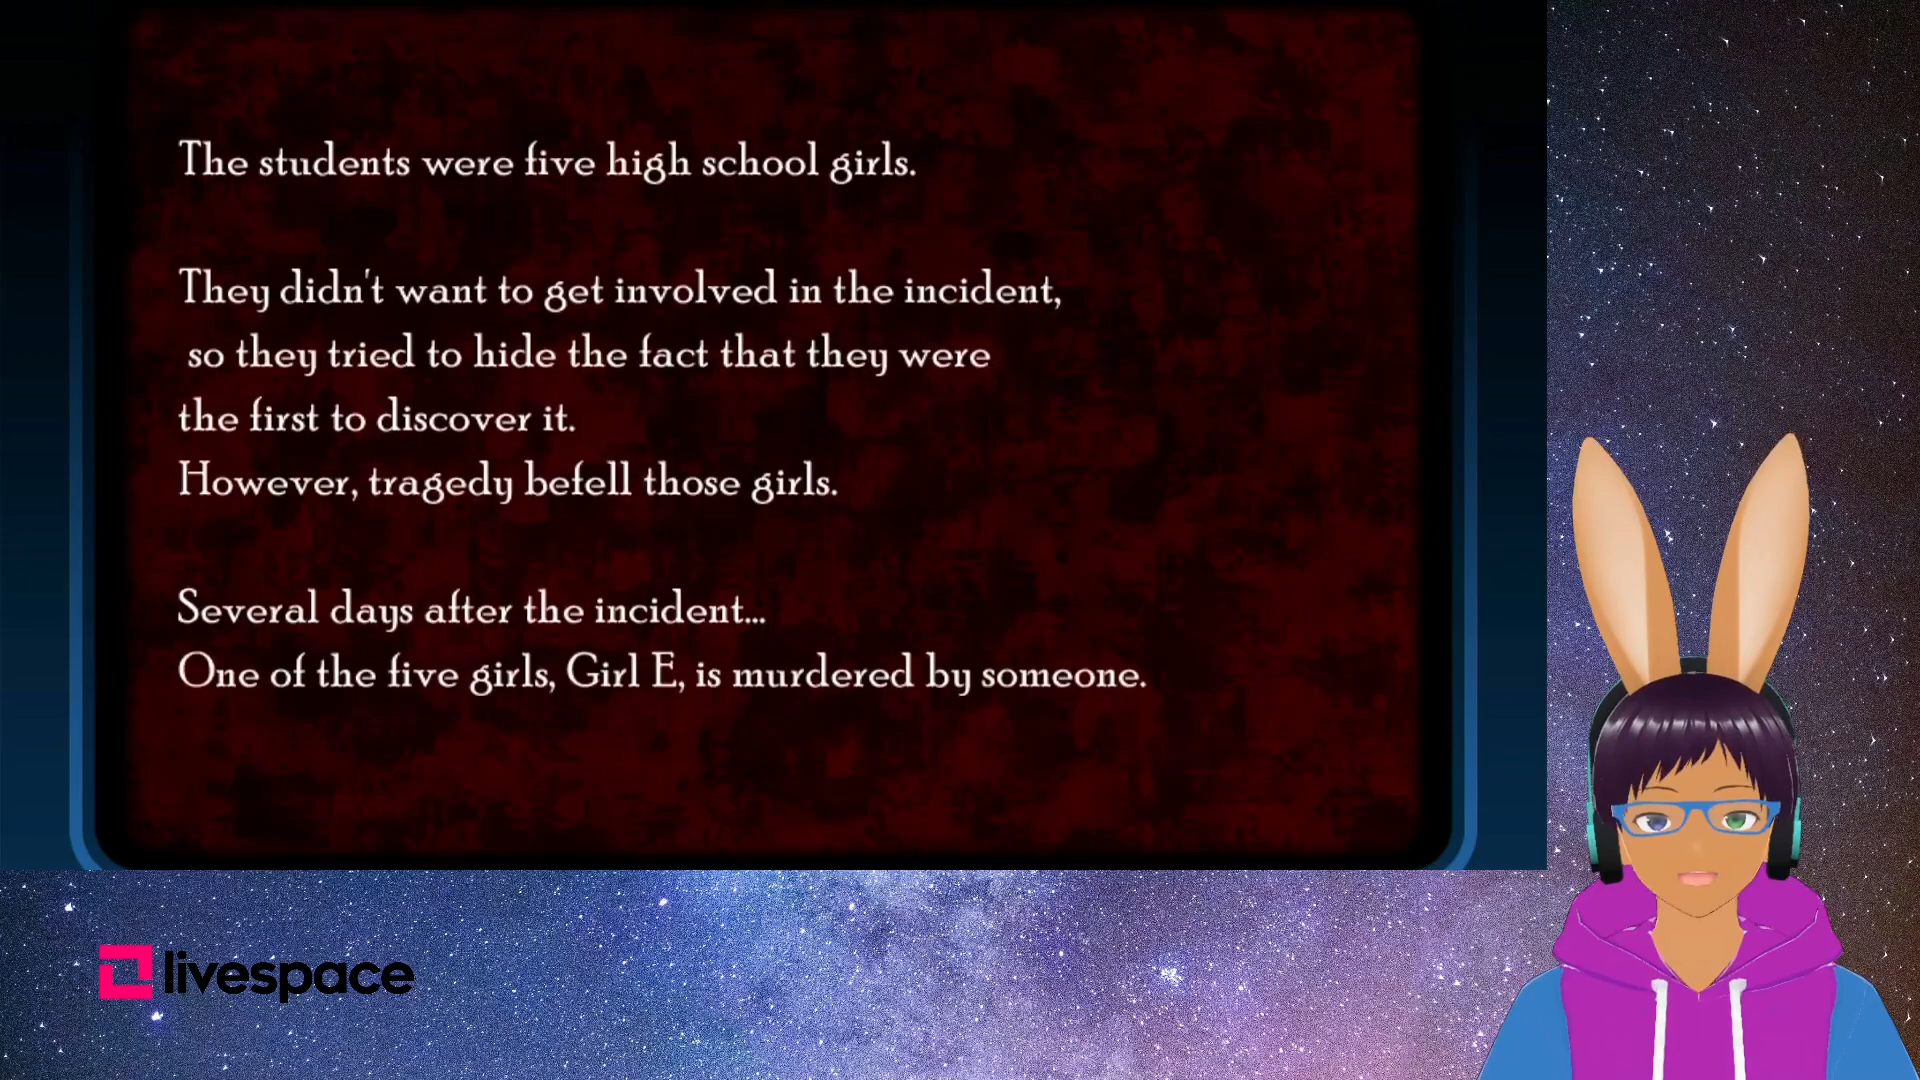 The students were five high school girls.
They didn't want to get involved in the incident,
so they tried to hide the fact that they were
the first to discover it.
However, tragedy befell those girls.
Several days after the incident...
One of the five girls, Girl E, is murdered by someone.
livespace